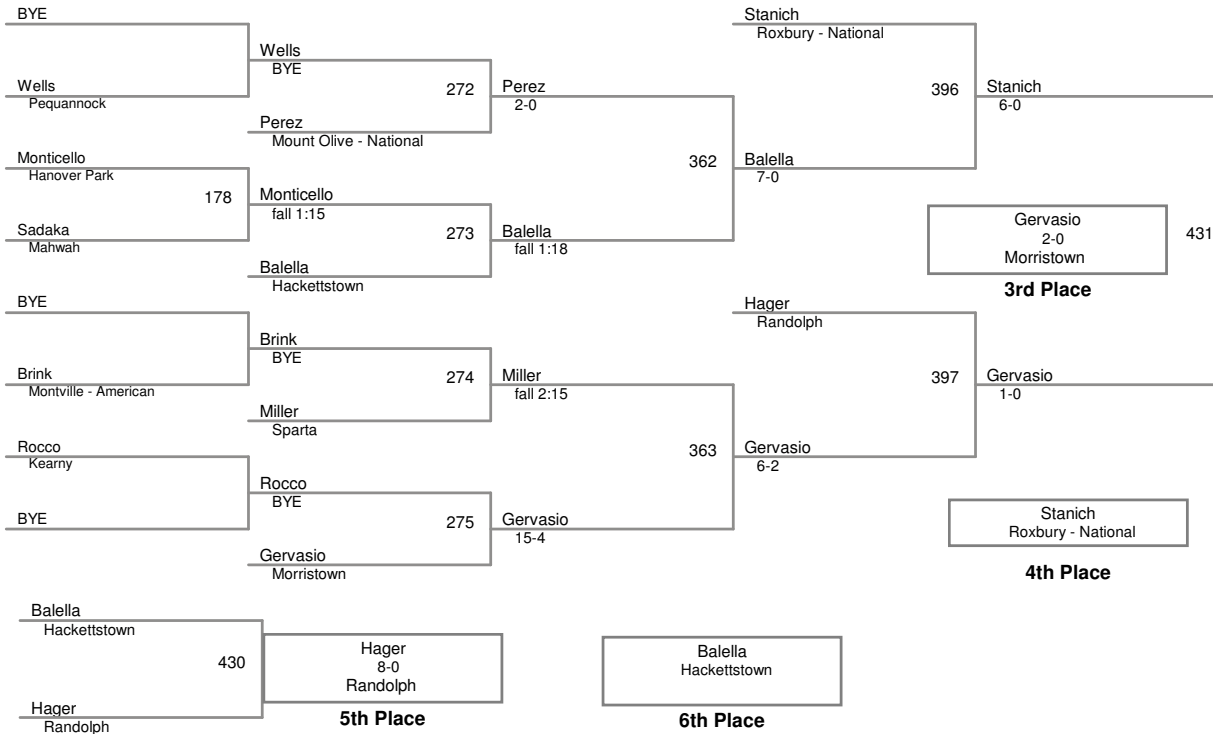 BYE
Wells
Pequannock
Wells
BYE
272
Perez
Mount Olive - National
Perez
2-0
Monticello
Hanover Park
178
Sadaka
Mahwah
Monticello
fall 1:15
273
Balella
Hackettstown
Balella
fall 1:18
362
Balella
7-0
Stanich
Roxbury - National
396
Stanich
6-0
Gervasio
2-0
Morristown
431
3rd Place
BYE
Brink
Montville - American
Brink
BYE
274
Miller
Sparta
Miller
fall 2:15
Rocco
Kearny
BYE
Rocco
BYE
275
Gervasio
Morristown
Gervasio
15-4
363
Gervasio
6-2
Hager
Randolph
397
Gervasio
1-0
Stanich
Roxbury - National
4th Place
Balella
Hackettstown
430
Hager
Randolph
Hager
8-0
Randolph
5th Place
Balella
Hackettstown
6th Place